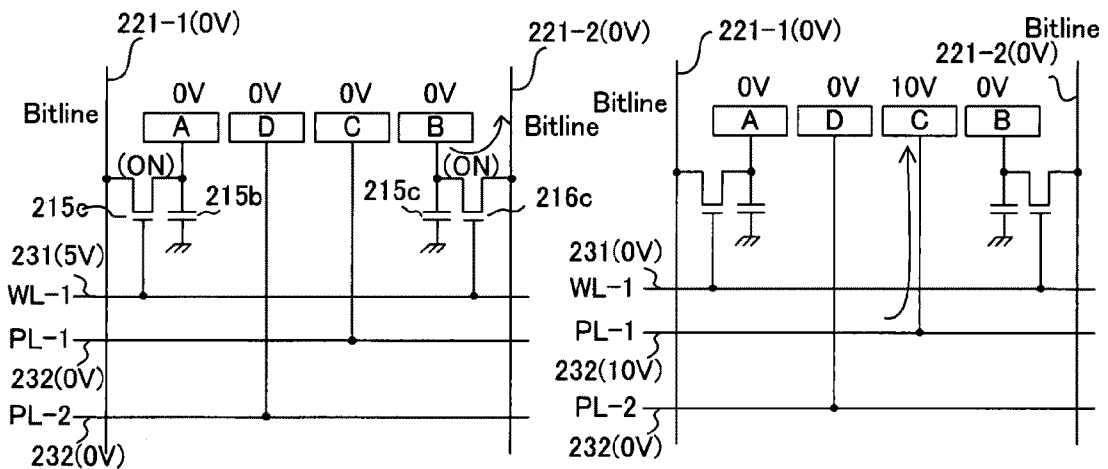 221-1(0V)
221-2(0V)
0V 0V 0V 0V
Bitline
A D C B
Bitline
(ON) (ON)
215c 215b 215c 216c
231(5V)
WL-1
PL-1
232(0V)
PL-2
232(0V)
221-1(0V)
Bitline
221-2(0V)
0V 0V 10V 0V
Bitline
A D C B
231(0V)
WL-1
PL-1
232(10V)
PL-2
232(0V)